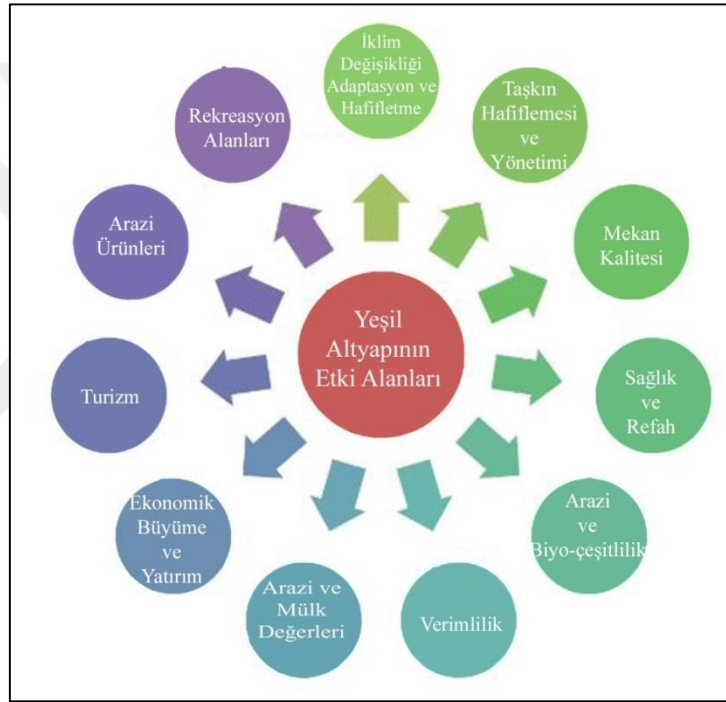 İklim
Değişikliği
Adaptasyon ve
Hafifletme
Taşkın
Hafiflemesi
ve
Yönetimi
Mekan
Kalitesi
Sağlık
ve
Refah
Arazi
ve
Biyo-çeşitlilik
Verimlilik
Arazi ve
Mülk
Değerleri
Ekonomik
Büyüme
ve
Yatırım
Turizm
Arazi
Ürünleri
Rekreasyon
Alanları
Yeşil
Altyapının
Etki Alanları